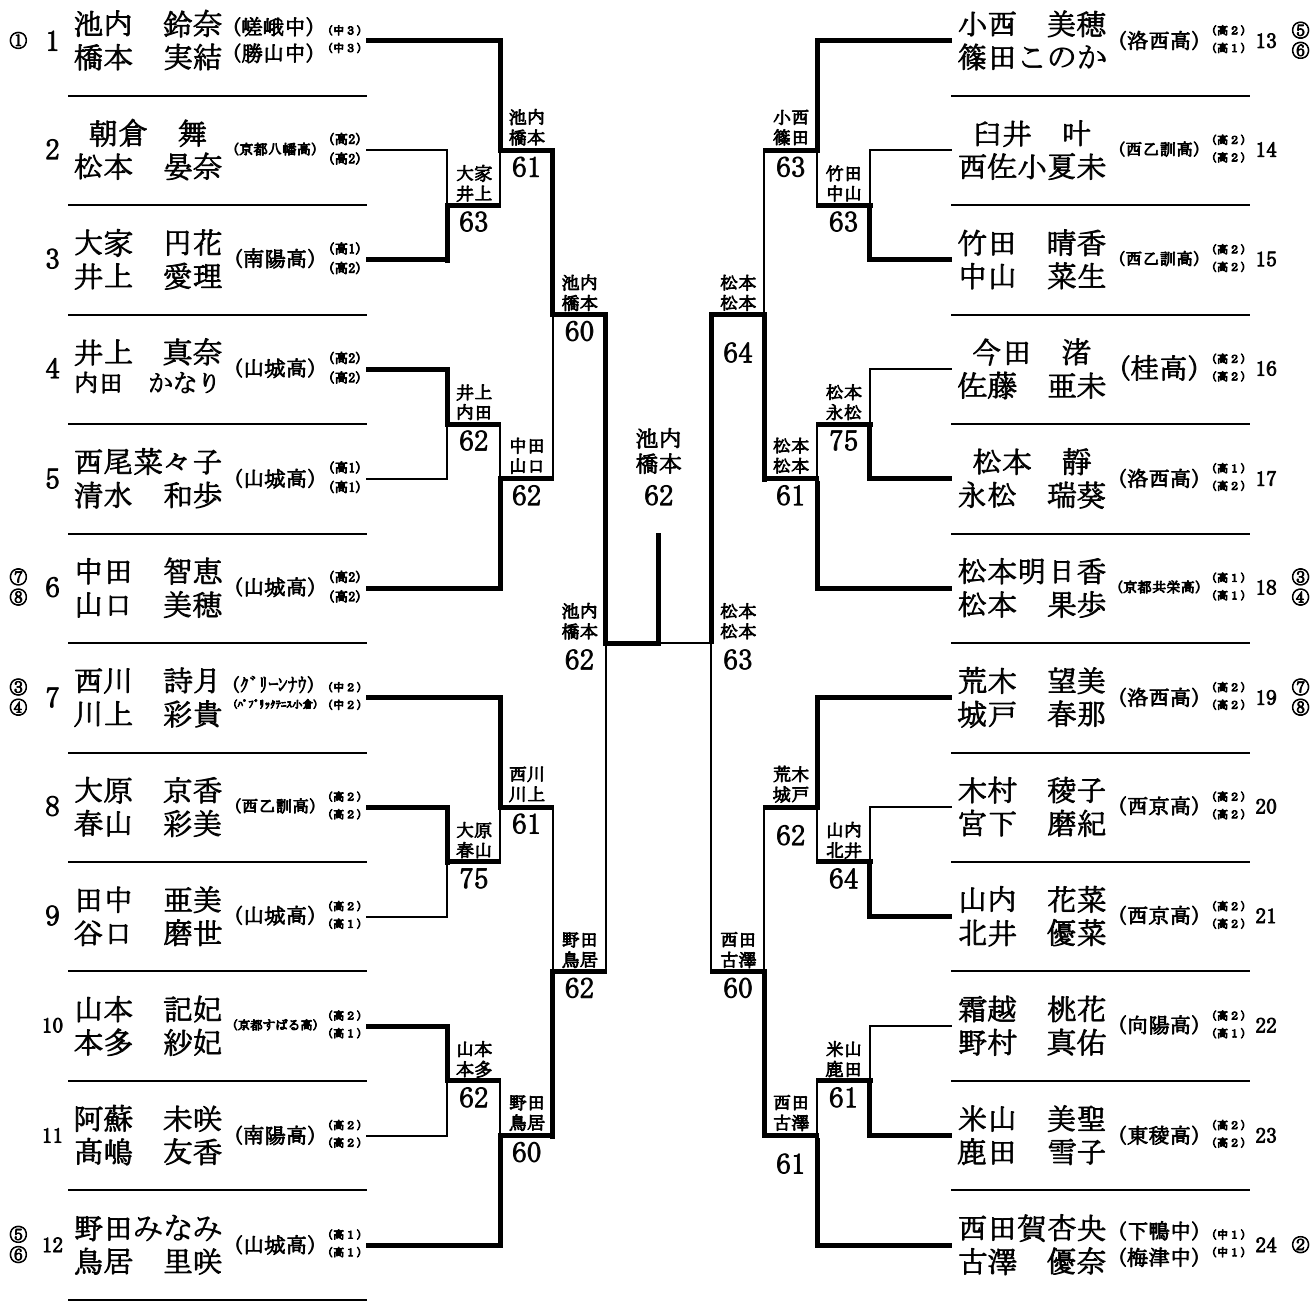 ① 1 池内 鈴奈 (嵯峨中) (中3)
橋本 実結 (勝山中) (中3)
2 朝倉 舞 (京都八幡高) (高2)
松本 晏奈 (高2)
3 大家 円花 (南陽高) (高1)
井上 愛理 (高2)
4 井上 真奈 (山城高) (高2)
内田 かなり (高2)
5 西尾菜々子 (山城高) (高1)
清水 和歩 (高1)
⑦ 6 中田 智恵 (山城高) (高2)
⑧ 山口 美穂 (高2)
③ 7 西川 詩月 (グリーンナウ) (中2)
④ 川上 彩貴 (パブリックテニス小倉) (中2)
8 大原 京香 (西乙訓高) (高2)
春山 彩美 (高2)
9 田中 亜美 (山城高) (高2)
谷口 磨世 (高1)
10 山本 記妃 (京都すばる高) (高2)
本多 紗妃 (高1)
11 阿蘇 未咲 (南陽高) (高2)
髙嶋 友香 (高2)
⑤ 12 野田みなみ (山城高) (高1)
⑥ 鳥居 里咲 (高1)
大家
井上
63
井上
内田
62
大原
春山
75
山本
本多
62
池内
橋本
61
中田
山口
62
西川
川上
61
野田
鳥居
60
池内
橋本
60
野田
鳥居
62
池内
橋本
62
池内
橋本
62
松本
松本
63
松本
松本
64
西田
古澤
60
小西
篠田
63
松本
松本
61
荒木
城戸
62
西田
古澤
61
竹田
中山
63
松本
永松
75
山内
北井
64
米山
鹿田
61
小西 美穂 (洛西高) (高2) 13 ⑤
篠田このか (高1) ⑥
臼井 叶 (西乙訓高) (高2) 14
西佐小夏未 (高2)
竹田 晴香 (西乙訓高) (高2) 15
中山 菜生 (高2)
今田 渚 (桂高) (高2) 16
佐藤 亜未 (高2)
松本 靜 (洛西高) (高1) 17
永松 瑞葵 (高2)
松本明日香 (京都共栄高) (高1) 18 ③
松本 果歩 (高1) ④
荒木 望美 (洛西高) (高2) 19 ⑦
城戸 春那 (高2) ⑧
木村 稜子 (西京高) (高2) 20
宮下 磨紀 (高2)
山内 花菜 (西京高) (高2) 21
北井 優菜 (高2)
霜越 桃花 (向陽高) (高2) 22
野村 真佑 (高1)
米山 美聖 (東稜高) (高2) 23
鹿田 雪子 (高2)
西田賀杏央 (下鴨中) (中1) 24 ②
古澤 優奈 (梅津中) (中1)